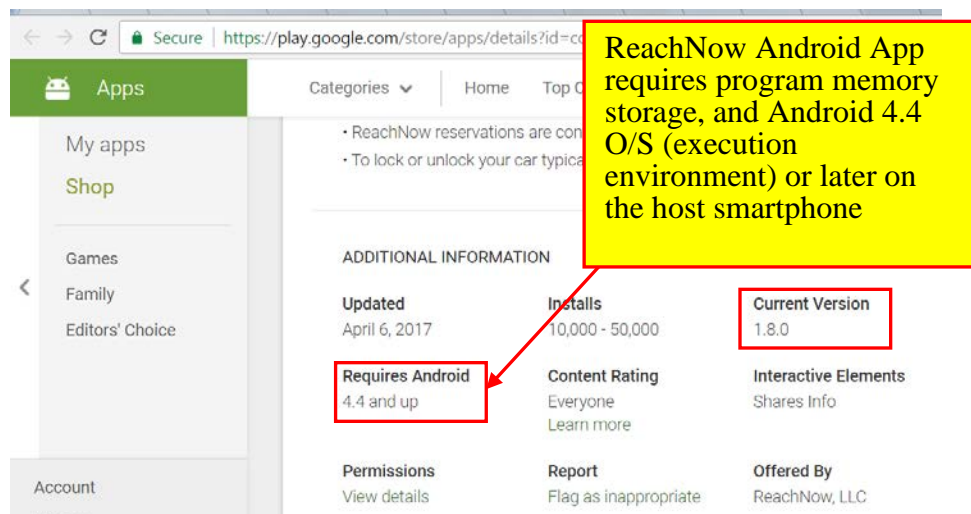 Secure https://play.google.com/store/apps/details?id=
ReachNow Android App
requires program memory
storage, and Android 4.4
O/S (execution
environment) or later on
the host smartphone
Apps
Categories Home Top
My apps
Shop
Games
Family
Editors' Choice
Account
• ReachNow reservations are
• To lock or unlock your car
ADDITIONAL INFORMATION
Updated
April 6, 2017
Installs
10,000 - 50,000
Current Version
1.8.0
Requires Android
4.4 and up
Content Rating
Everyone
Learn more
Interactive Elements
Shares Info
Permissions
View details
Report
Flag as inappropriate
Offered By
ReachNow, LLC